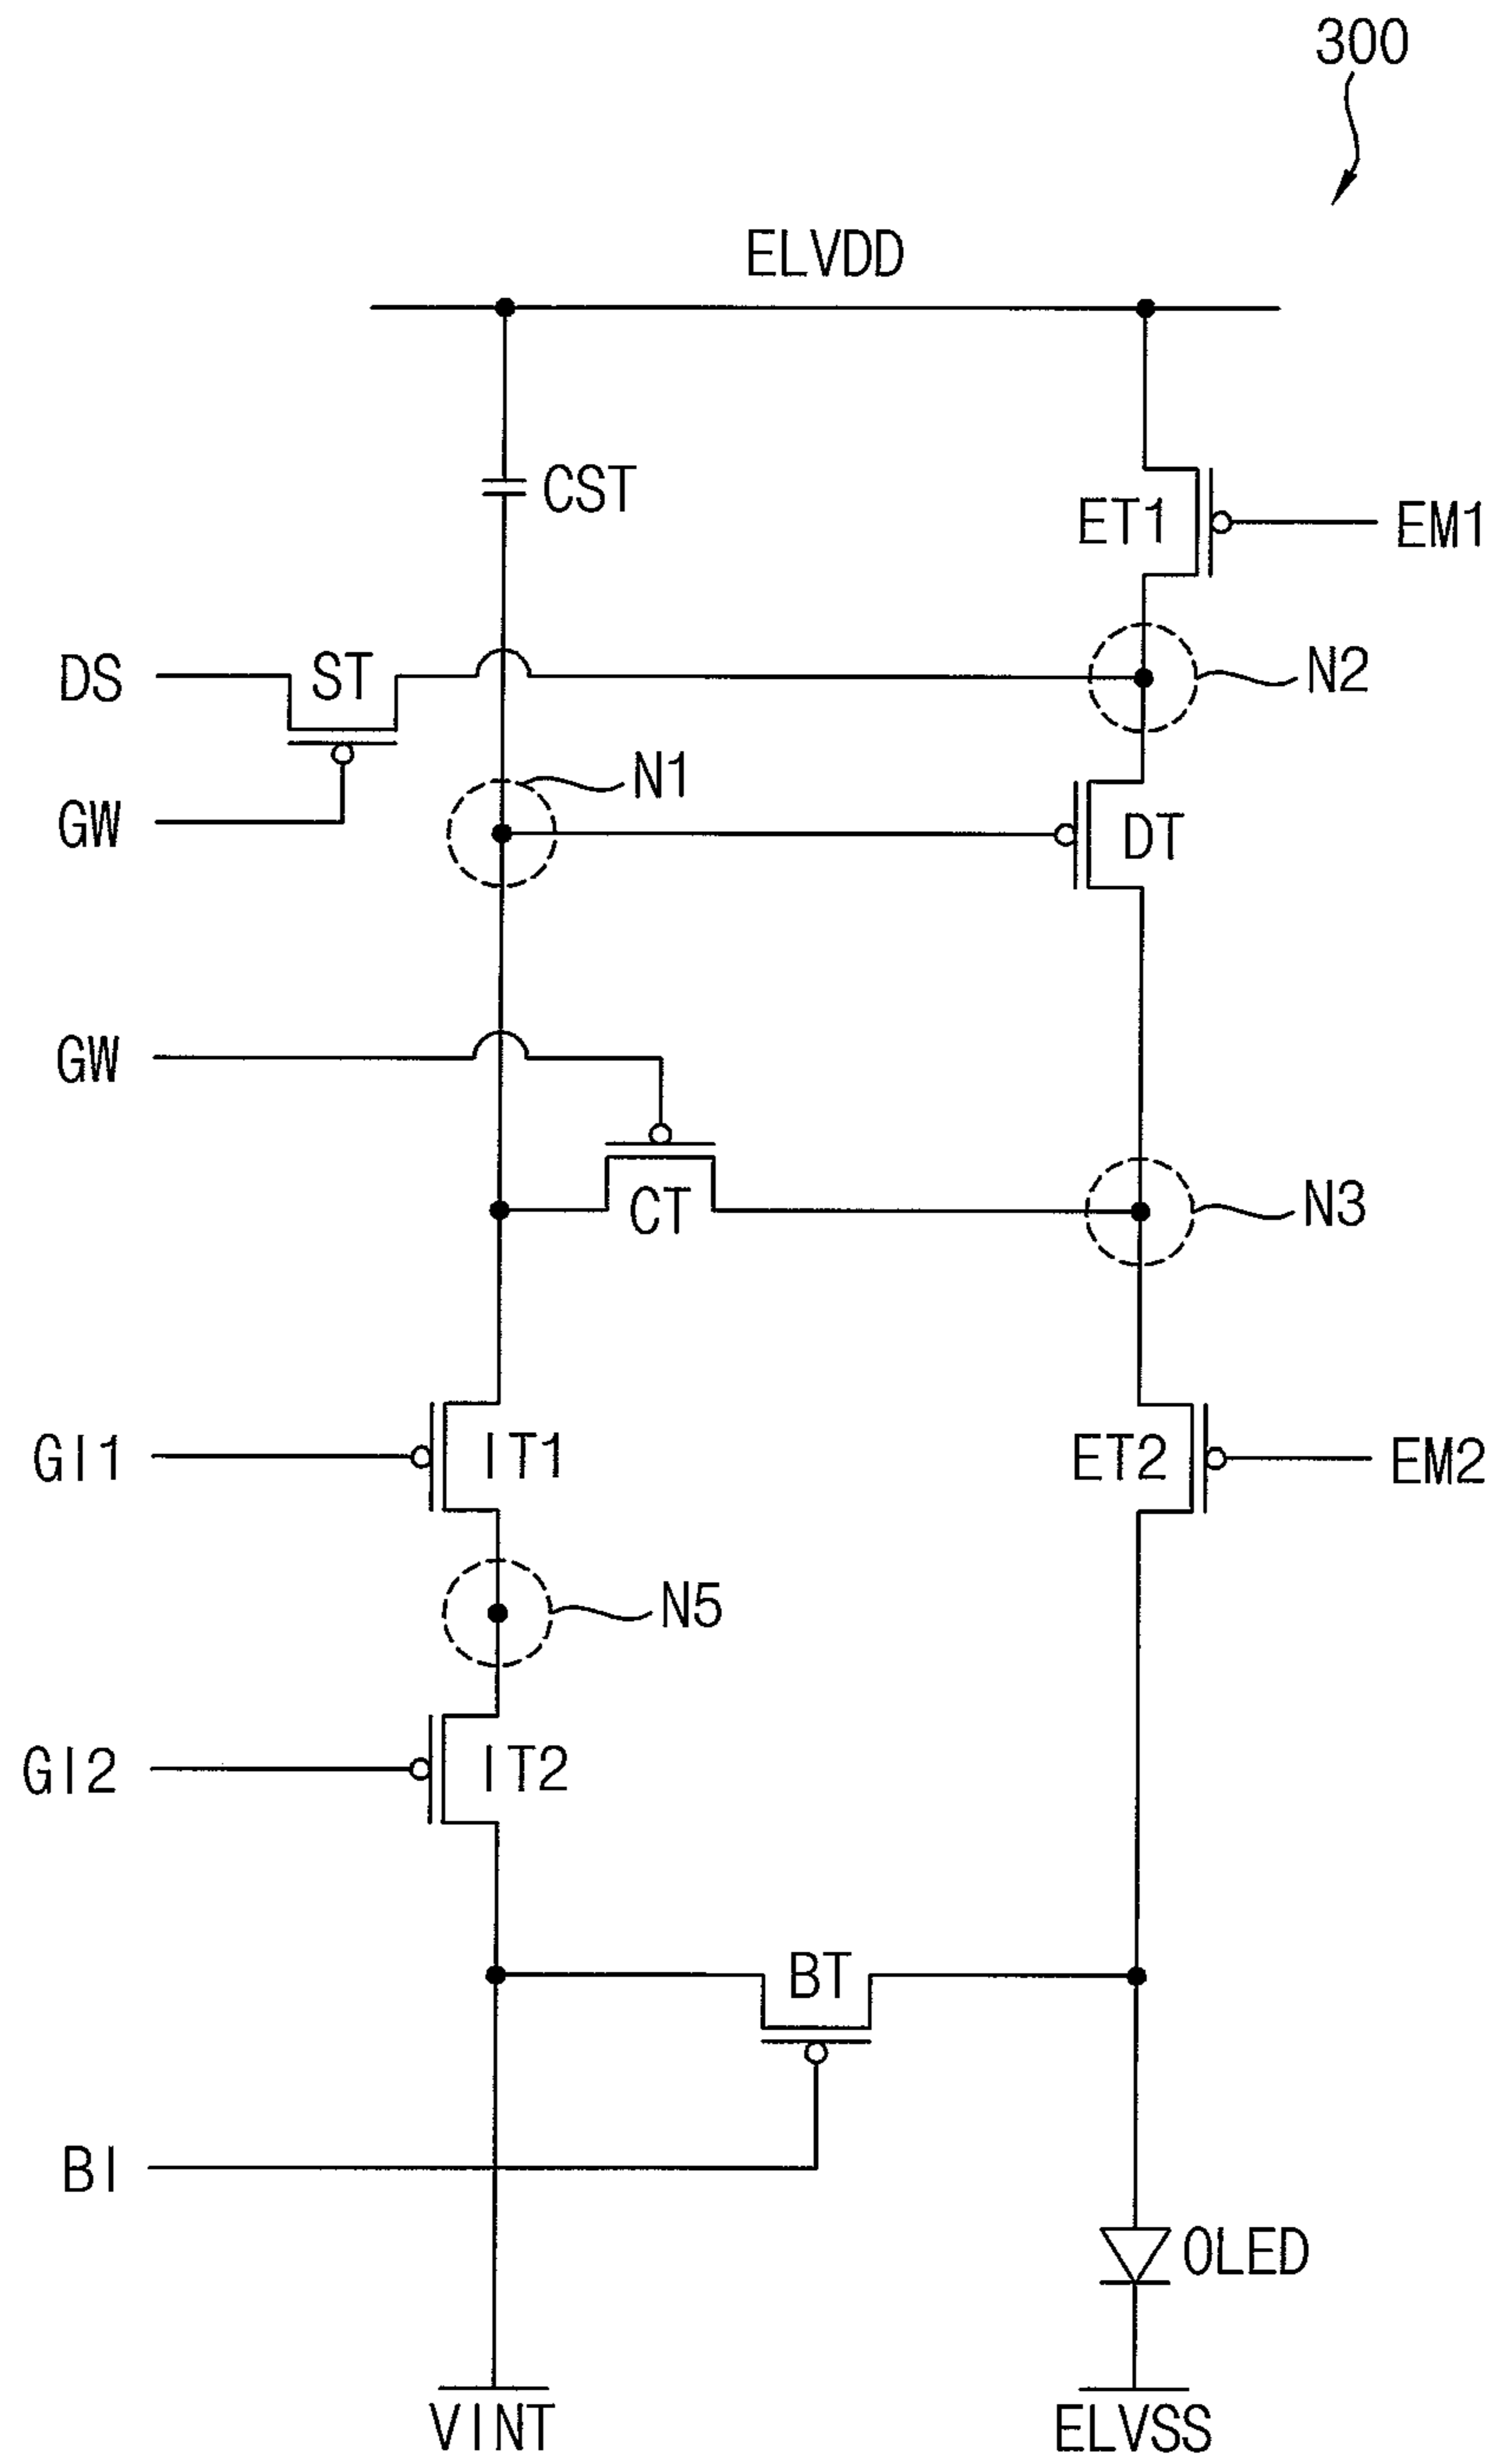 300
ELVDD
CST
ET1
EM1
DS
ST
N2
N1
GW
DT
GW
CT
N3
GI1
IT1
ET2
EM2
N5
GI2
IT2
BT
BI
OLED
VINT
ELVSS